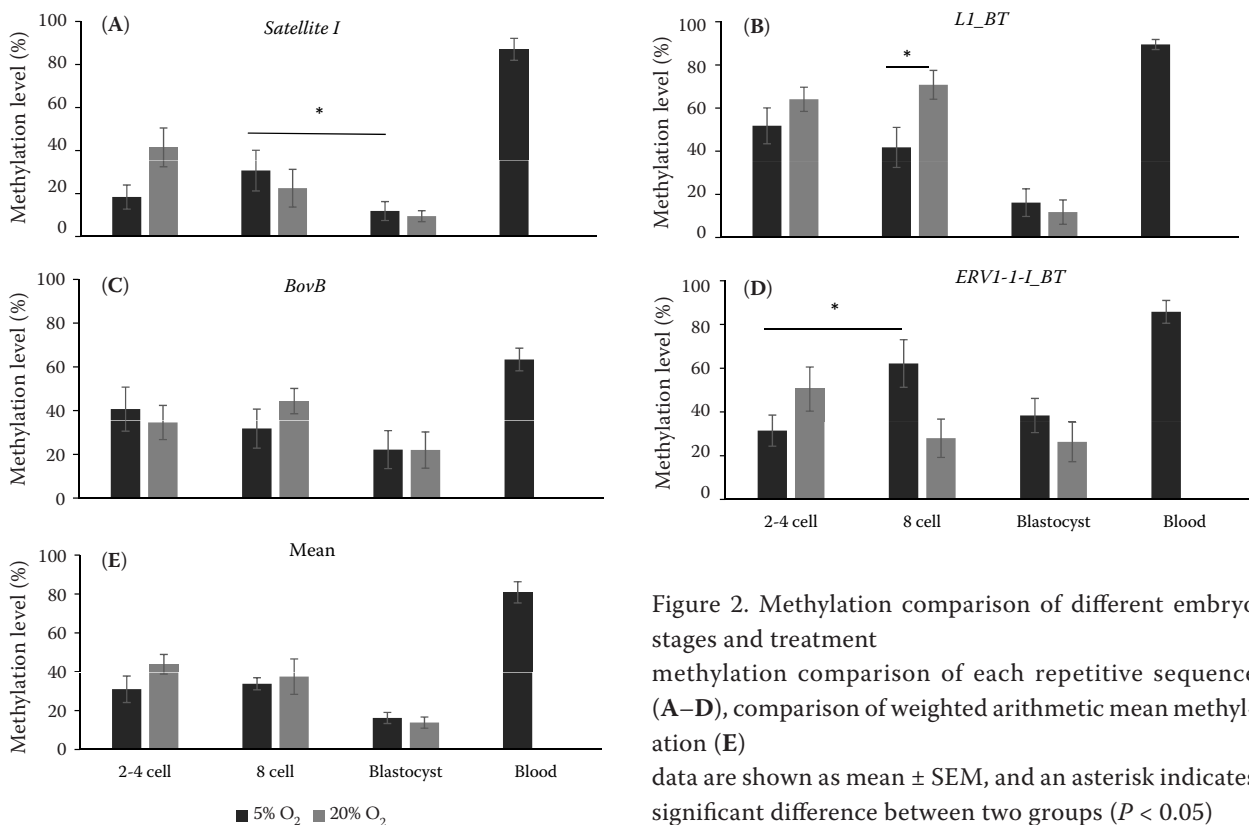 (A)
Satellite I
Methylation level (%)
100
80
60
40
20
0
*
(B)
L1_BT
Methylation level (%)
100
80
60
40
20
0
*
(C)
BovB
Methylation level (%)
100
80
60
40
20
0
(D)
ERV1-1-I_BT
Methylation level (%)
100
80
60
40
20
0
*
2-4 cell 8 cell Blastocyst Blood
(E)
Mean
Methylation level (%)
100
80
60
40
20
0
2-4 cell 8 cell Blastocyst Blood
5% O₂ 20% O₂
Figure 2. Methylation comparison of different embryo
stages and treatment
methylation comparison of each repetitive sequence
(A–D), comparison of weighted arithmetic mean methyl-
ation (E)
data are shown as mean ± SEM, and an asterisk indicates
significant difference between two groups (P < 0.05)